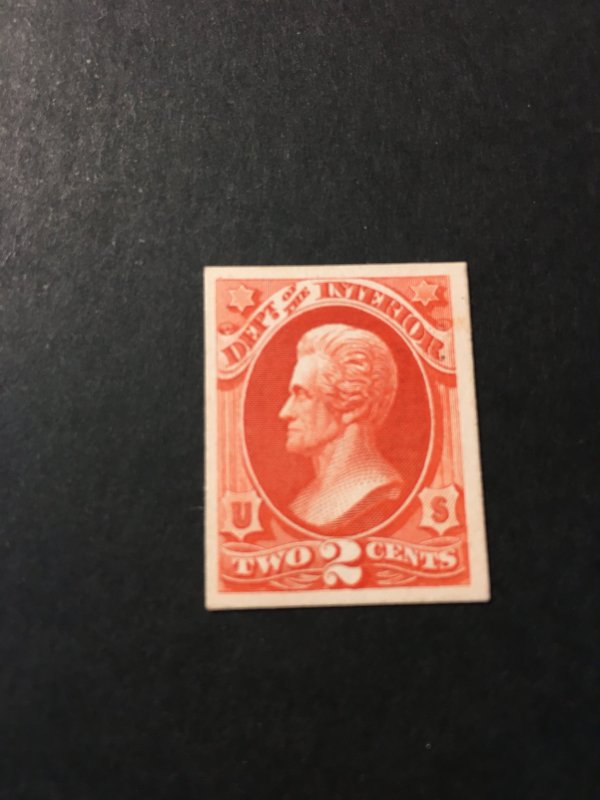 DEPT. OF THE INTERIOR.
U S
TWO 2 CENTS